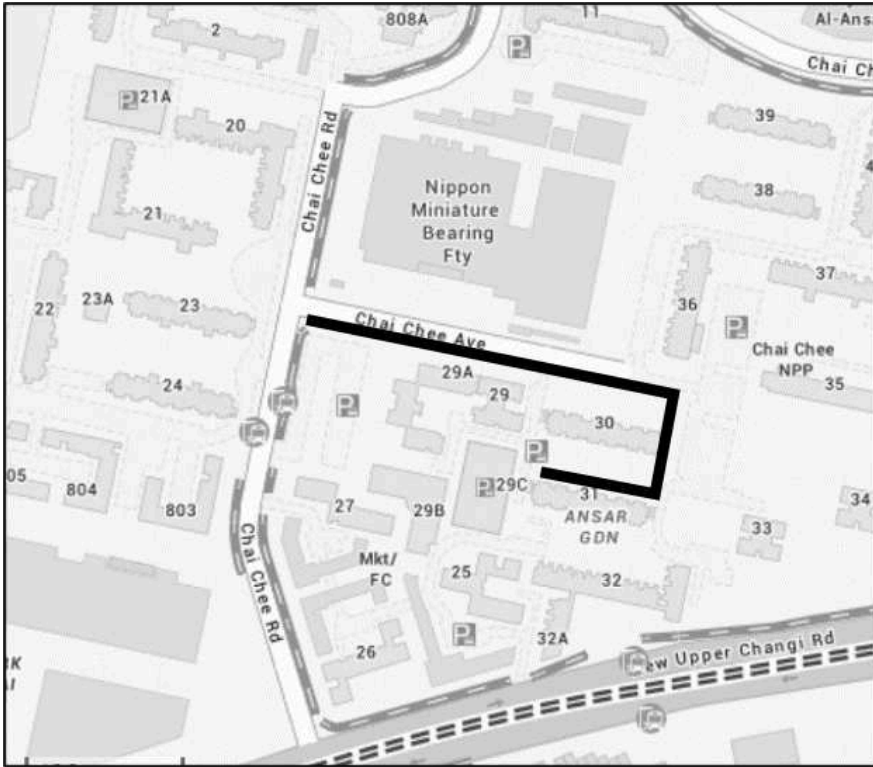 2
808A
11
Al-Ansa
21A
20
Chai Chee Rd
Chai Ch
39
Nippon
Miniature
Bearing
Fty
38
21
22
23A
23
36
37
Chai Chee Ave
Chai Chee
NPP
24
29A
29
30
35
05
804
803
27
29B
29C
31
ANSAR
GDN
33
34
Chai Chee Rd
Mkt/
FC
25
32
32A
26
ew Upper Changi Rd
RK
AI